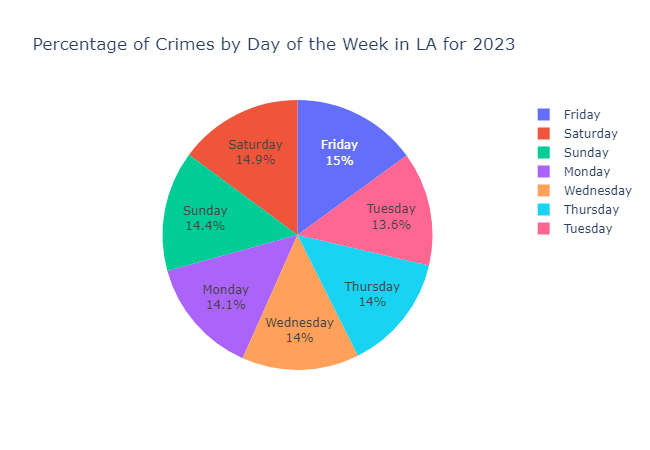 Percentage of Crimes by Day of the Week in LA for 2023
Friday
15%
Saturday
14.9%
Sunday
14.4%
Monday
14.1%
Wednesday
14%
Thursday
14%
Tuesday
13.6%
Friday
Saturday
Sunday
Monday
Wednesday
Thursday
Tuesday